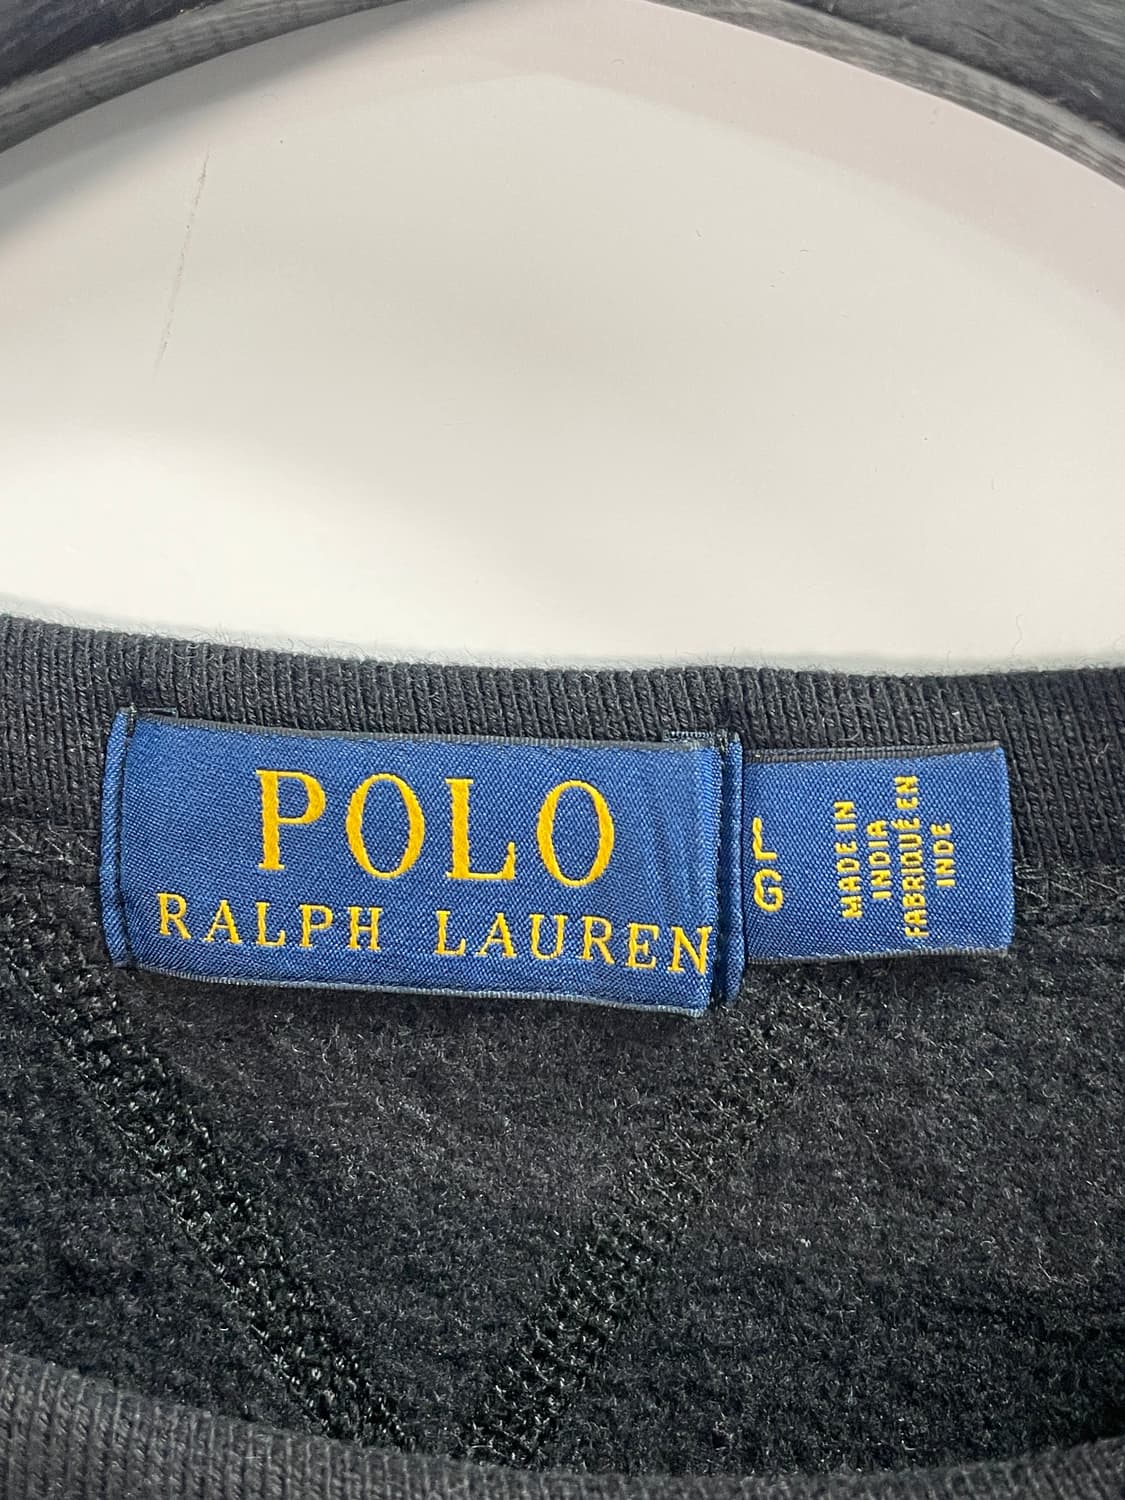 POLO
RALPH LAUREN
L
G
MADE IN
INDIA
FABRIQUÉ EN
INDE